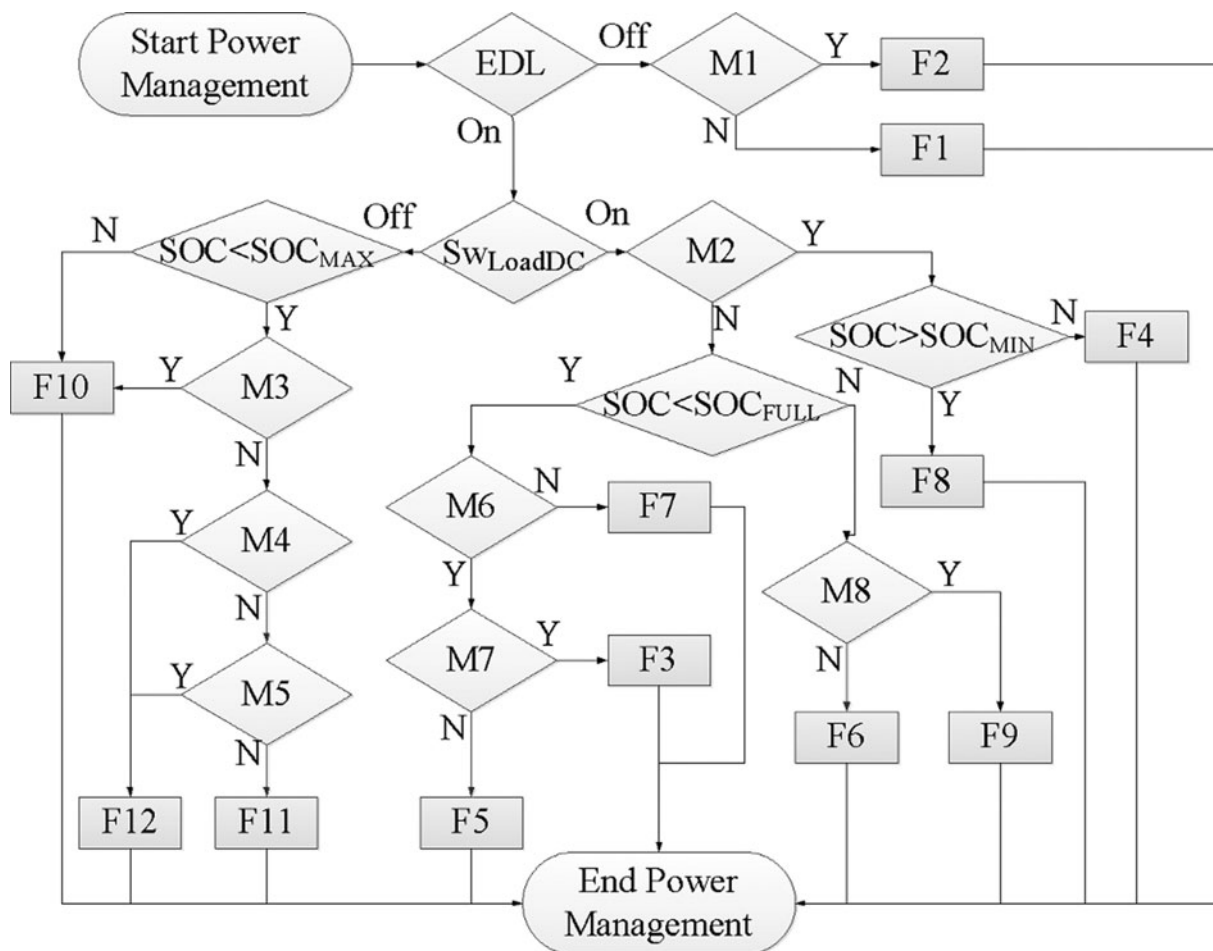 Start Power
Management
EDL
Off
M1
Y
F2
On
N
F1
N
SOC<SOCMAX
Off
SwLoadDC
On
M2
Y
Y
N
SOC>SOCMIN
N
F4
F10
Y
M3
Y
SOC<SOCFULL
N
Y
N
F8
Y
M4
M6
N
F7
N
Y
M8
Y
Y
M5
M7
Y
F3
N
N
N
F6
F9
F12
F11
F5
End Power
Management